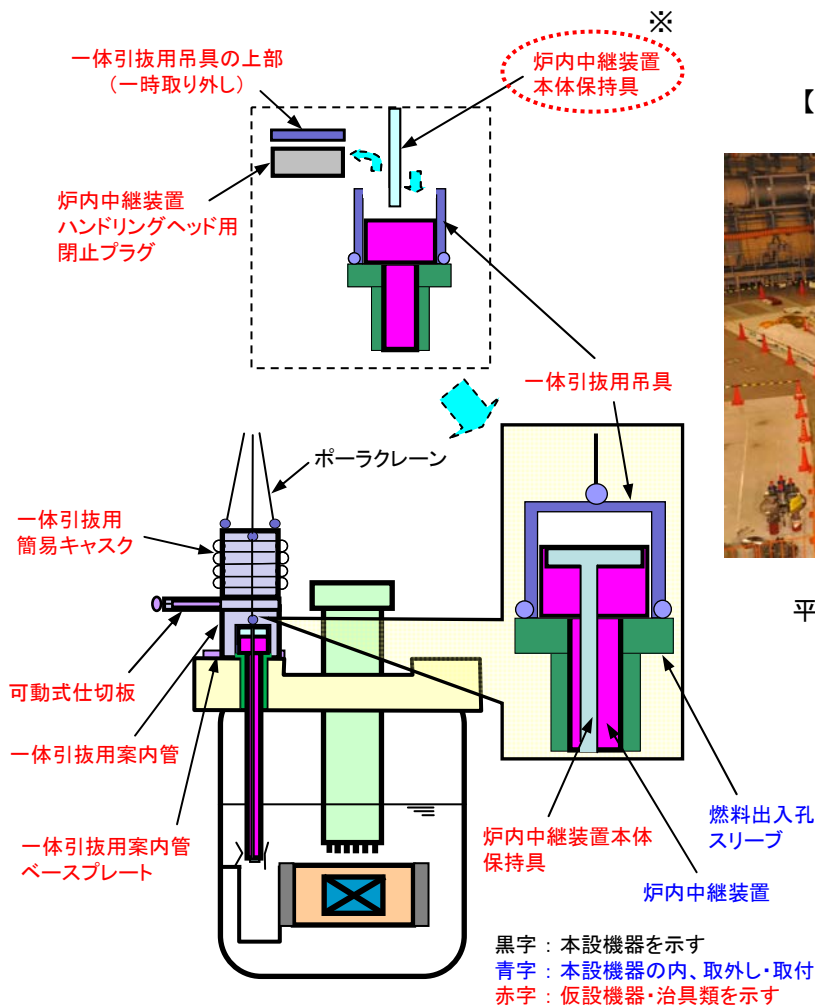 ※
一体引抜用吊具の上部
(一時取り外し)
炉内中継装置
本体保持具
【
炉内中継装置
ハンドリングヘッド用
閉止プラグ
一体引抜用吊具
ポーラクレーン
一体引抜用
簡易キャスク
平
可動式仕切板
一体引抜用案内管
一体引抜用案内管
ベースプレート
炉内中継装置本体
保持具
燃料出入孔
スリーブ
炉内中継装置
黒字 : 本設機器を示す
青字 : 本設機器の内、取外し・取付
赤字 : 仮設機器・治具類を示す